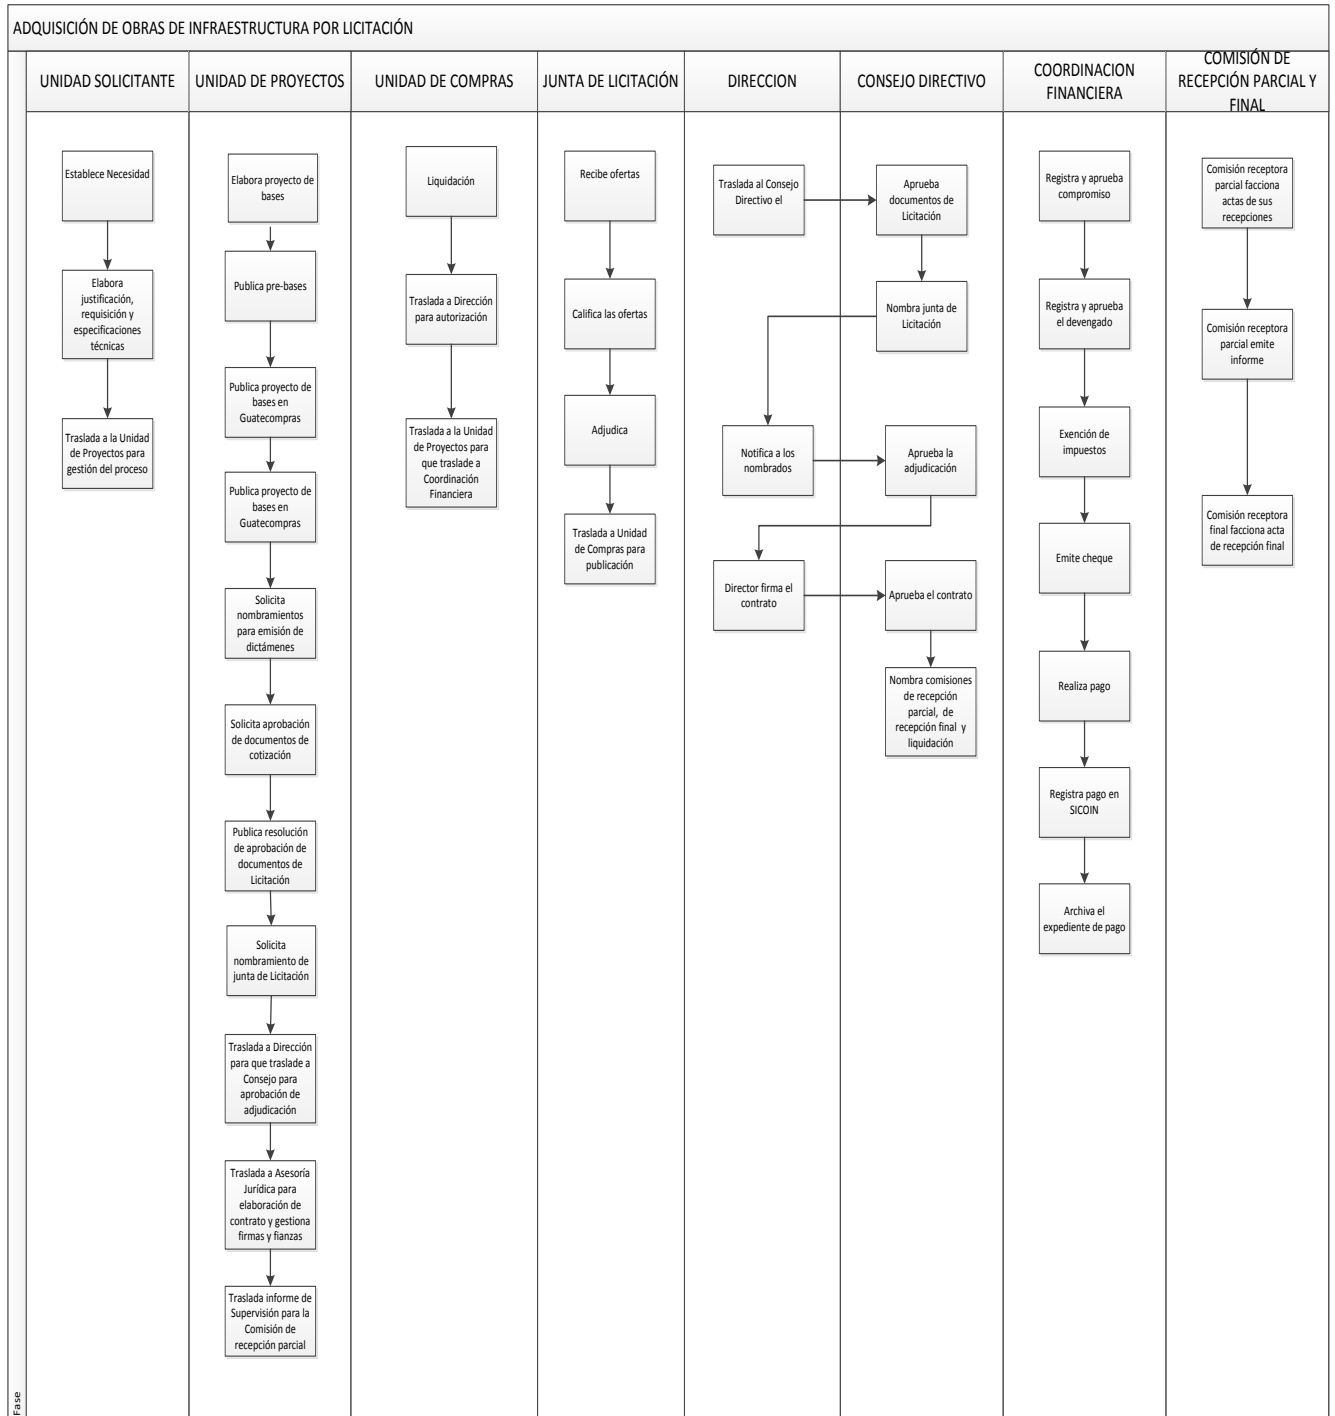 ADQUISICIÓN DE OBRAS DE INFRAESTRUCTURA POR LICITACIÓN
UNIDAD SOLICITANTE
Establece Necesidad
Elabora
justificación,
requisición y
especificaciones
técnicas
Traslada a la Unidad
de Proyectos para
gestión del proceso
UNIDAD DE PROYECTOS
Elabora proyecto de
bases
Publica pre-bases
Publica proyecto de
bases en
Guatecompras
Publica proyecto de
bases en
Guatecompras
Solicita
nombramientos
para emisión de
dictámenes
Solicita aprobación
de documentos de
cotización
Publica resolución
de aprobación de
documentos de
Licitación
Solicita
nombramiento de
junta de Licitación
Traslada a Dirección
para que traslade a
Consejo para
aprobación de
adjudicación
Traslada a Asesoría
Jurídica para
elaboración de
contrato y gestiona
firmas y fianzas
Traslada informe de
Supervisión para la
Comisión de
recepción parcial
UNIDAD DE COMPRAS
Liquidación
Traslada a Dirección
para autorización
Traslada a la Unidad
de Proyectos para
que traslade a
Coordinación
Financiera
JUNTA DE LICITACIÓN
Recibe ofertas
Califica las ofertas
Adjudica
Traslada a Unidad
de Compras para
publicación
DIRECCION
Traslada al Consejo
Directivo el
Notifica a los
nombrados
Director firma el
contrato
CONSEJO DIRECTIVO
Aprueba
documentos de
Licitación
Nombra junta de
Licitación
Aprueba la
adjudicación
Aprueba el contrato
Nombra comisiones
de recepción
parcial, de
recepción final y
liquidación
COORDINACION
FINANCIERA
Registra y aprueba
compromiso
Registra y aprueba
el devengado
Exención de
impuestos
Emite cheque
Realiza pago
Registra pago en
SICOIN
Archiva el
expediente de pago
COMISIÓN DE
RECEPCIÓN PARCIAL Y
FINAL
Comisión receptora
parcial facciona
actas de sus
recepciones
Comisión receptora
parcial emite
informe
Comisión receptora
final facciona acta
de recepción final
Fase